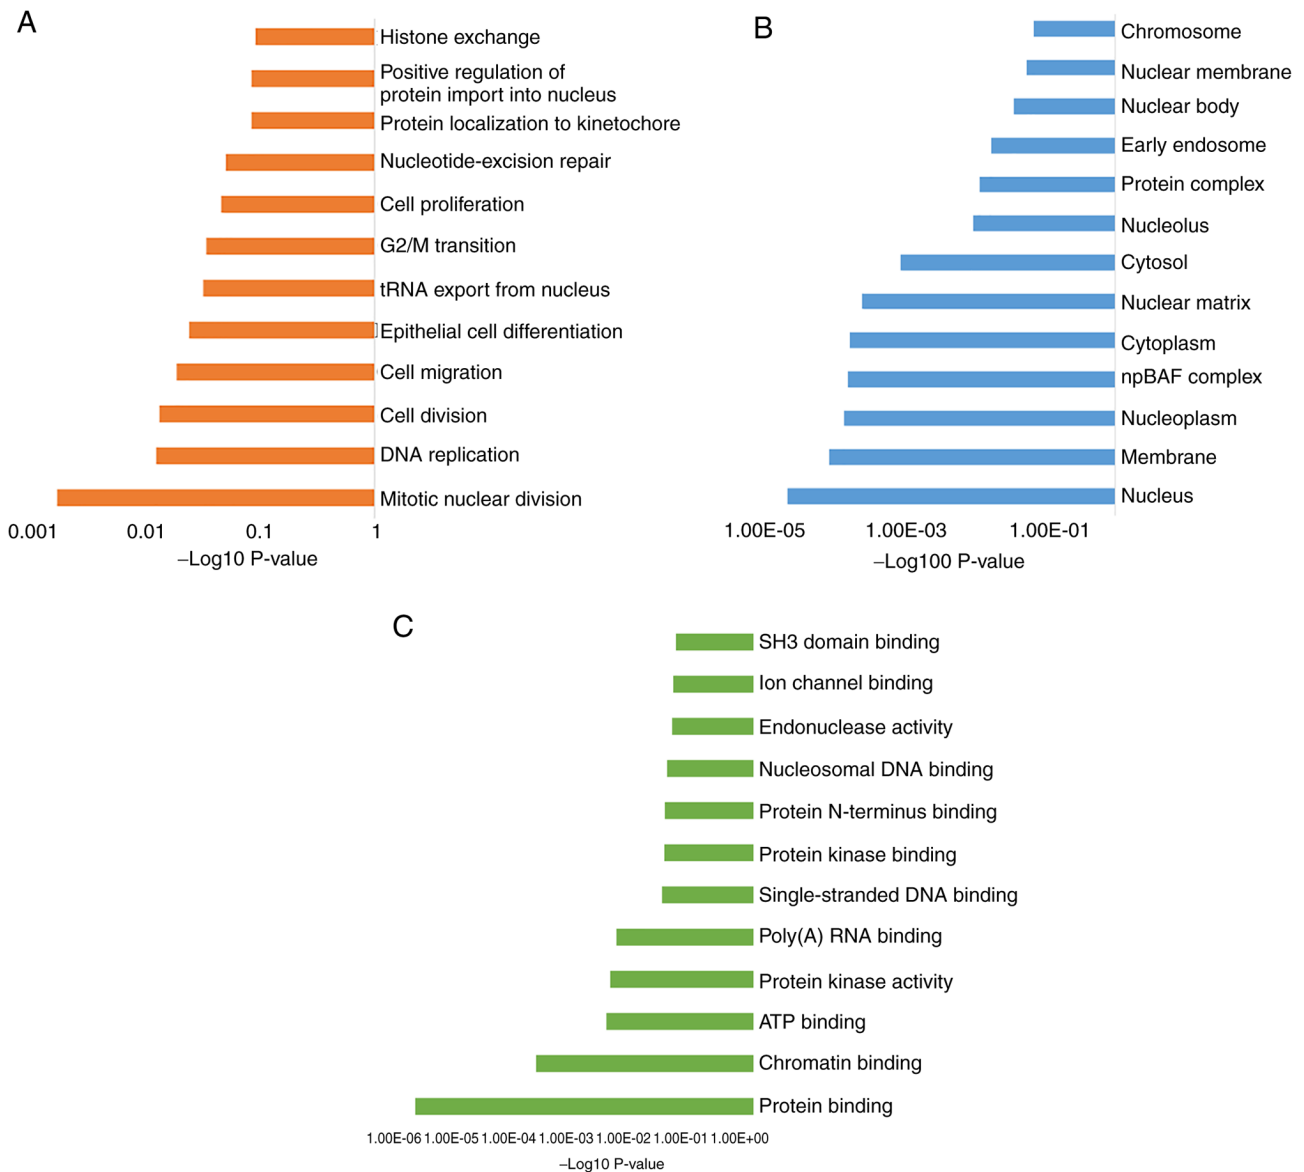 A
Histone exchange
Positive regulation of
protein import into nucleus
Protein localization to kinetochore
Nucleotide-excision repair
Cell proliferation
G2/M transition
tRNA export from nucleus
Epithelial cell differentiation
Cell migration
Cell division
DNA replication
Mitotic nuclear division
0.001 0.01 0.1 1
–Log10 P-value
B
Chromosome
Nuclear membrane
Nuclear body
Early endosome
Protein complex
Nucleolus
Cytosol
Nuclear matrix
Cytoplasm
npBAF complex
Nucleoplasm
Membrane
Nucleus
1.00E-05 1.00E-03 1.00E-01
–Log100 P-value
C
SH3 domain binding
Ion channel binding
Endonuclease activity
Nucleosomal DNA binding
Protein N-terminus binding
Protein kinase binding
Single-stranded DNA binding
Poly(A) RNA binding
Protein kinase activity
ATP binding
Chromatin binding
Protein binding
1.00E-06 1.00E-05 1.00E-04 1.00E-03 1.00E-02 1.00E-01 1.00E+00
–Log10 P-value